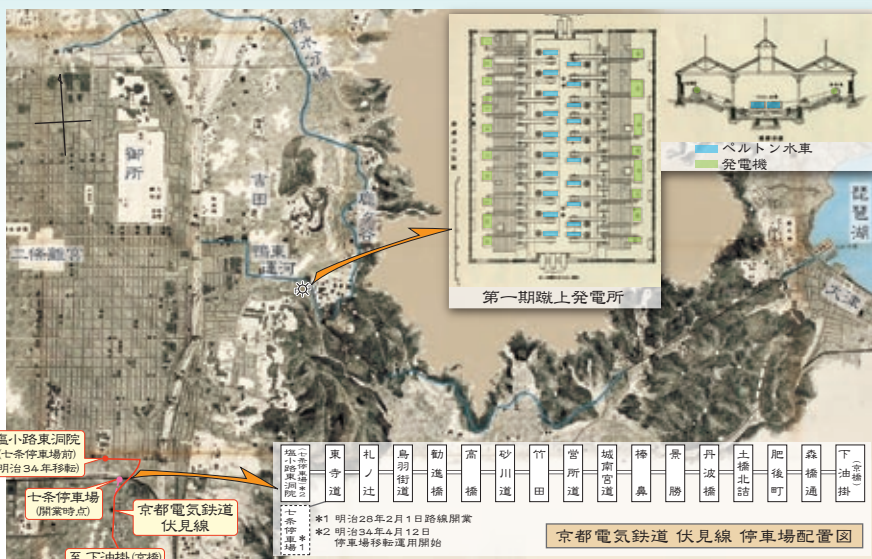 疏水分線
御所
吉田
鹿ケ谷
鴨東
運河
二條離宮
琵琶湖
大津
ペルトン水車
発電機
第一期蹴上発電所
塩小路東洞院
(七条停車場前)
(明治34年移転)
七条停車場
(開業時点)
京都電気鉄道
伏見線
至 下油掛(京橋)
塩小路東洞院
(七条停車場*2)
東寺道
札ノ辻
鳥羽街道
勧進橋
高橋
砂川道
竹田
営所道
城南宮道
棒鼻
景勝
丹波橋
土橋北詰
肥後町
森橋通
下油掛
(京橋)
七条停車場*1
*1 明治28年2月1日路線開業
*2 明治34年4月12日
停車場移転運用開始
京都電気鉄道 伏見線 停車場配置図